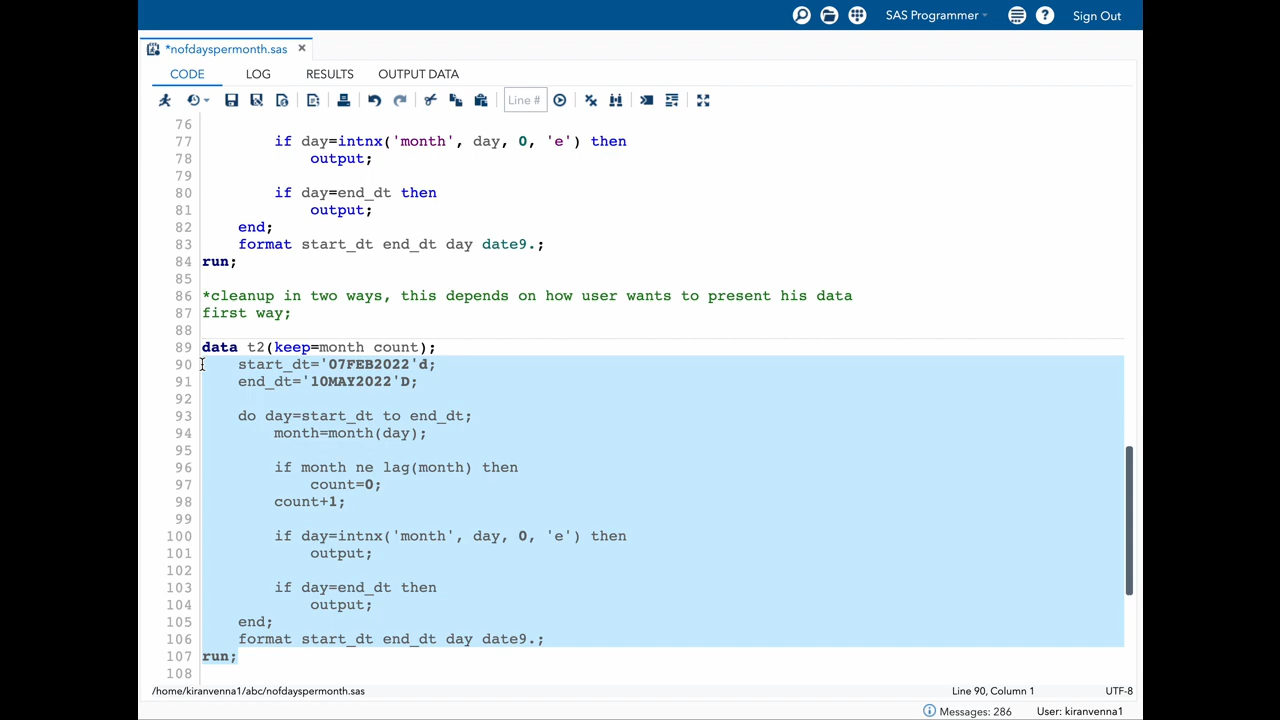 SAS Programmer
Sign Out
*nofdayspermonth.sas
CODE LOG RESULTS OUTPUT DATA
Line #
76
77 if day=intnx('month', day, 0, 'e') then
78 output;
79
80 if day=end_dt then
81 output;
82 end;
83 format start_dt end_dt day date9.;
84 run;
85
86 *cleanup in two ways, this depends on how user wants to present his data
87 first way;
88
89 data t2(keep=month count);
90 start_dt='07FEB2022'd;
91 end_dt='10MAY2022'D;
92
93 do day=start_dt to end_dt;
94 month=month(day);
95
96 if month ne lag(month) then
97 count=0;
98 count+1;
99
100 if day=intnx('month', day, 0, 'e') then
101 output;
102
103 if day=end_dt then
104 output;
105 end;
106 format start_dt end_dt day date9.;
107 run;
108
/home/kiranvenna1/abc/nofdayspermonth.sas
Line 90, Column 1
UTF-8
Messages: 286
User: kiranvenna1